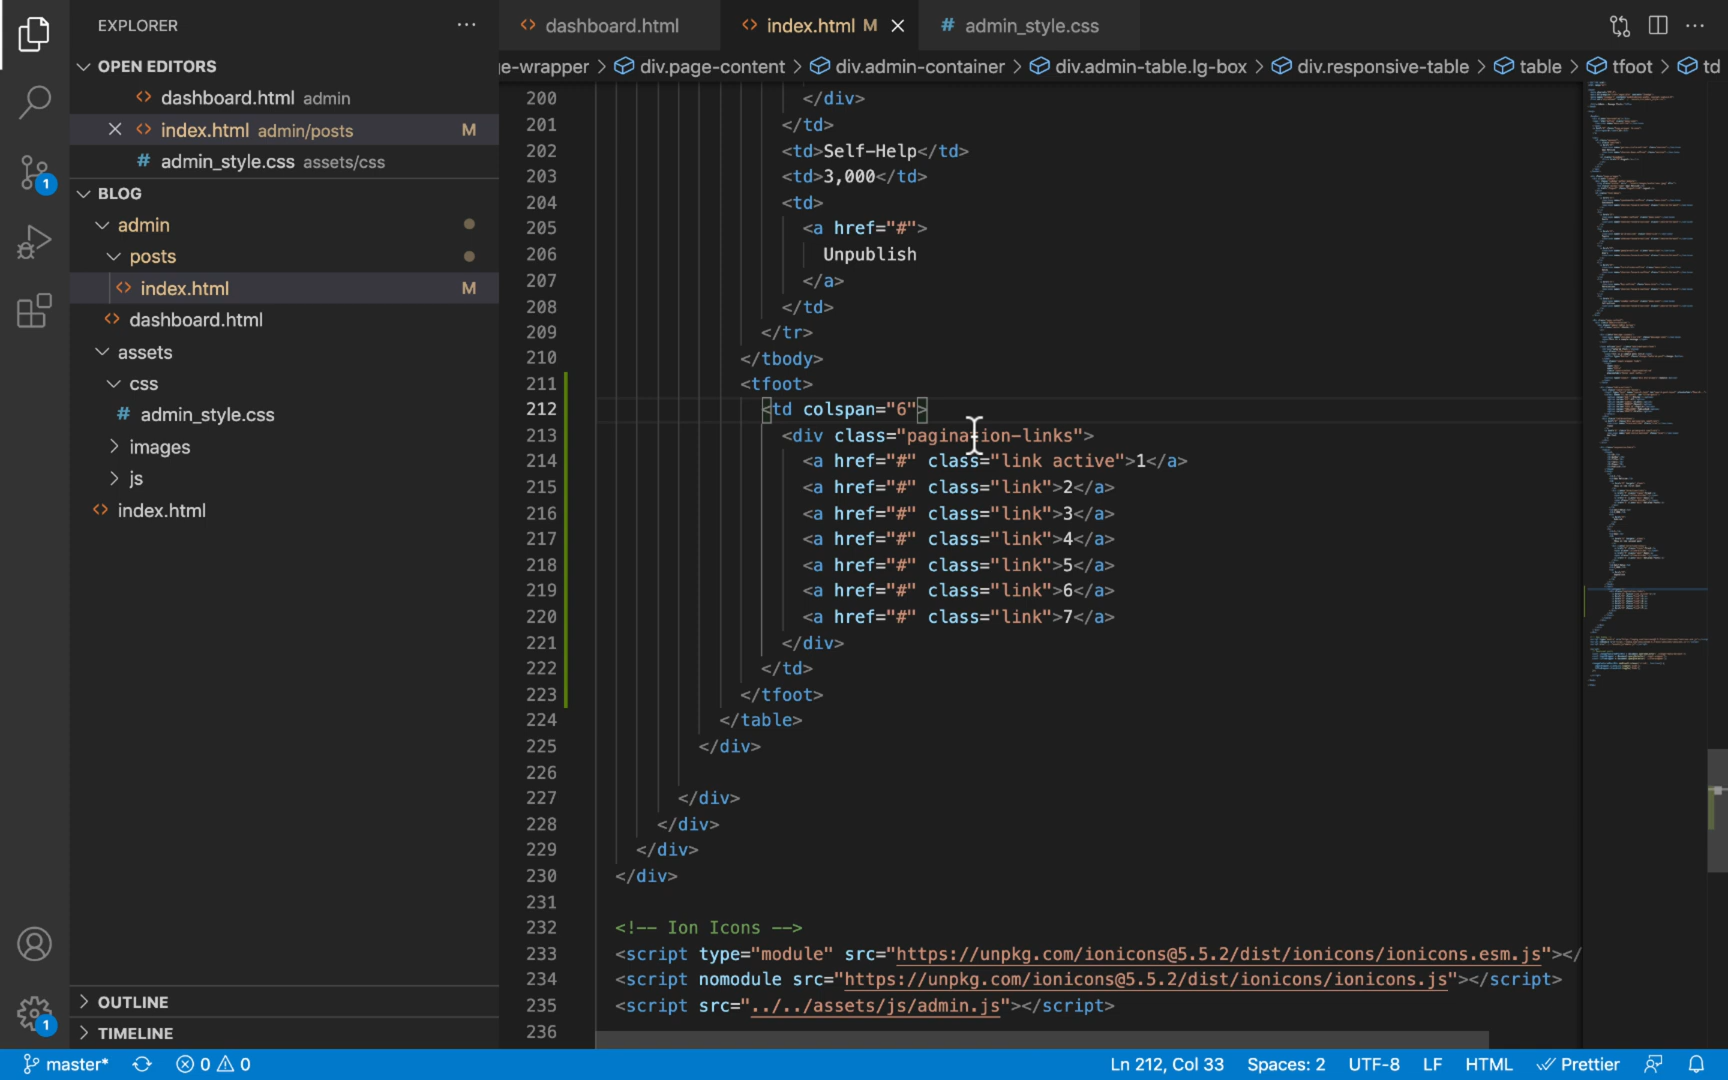 EXPLORER
dashboard.html
index.html M
# admin_style.css
OPEN EDITORS
e-wrapper > div.page-content > div.admin-container > div.admin-table.lg-box > div.responsive-table > table > tfoot > td
dashboard.html admin
index.html admin/posts M
# admin_style.css assets/css
BLOG
admin
posts
index.html M
dashboard.html
assets
css
# admin_style.css
images
js
index.html
OUTLINE
TIMELINE
200 </div>
201 </td>
202 <td>Self-Help</td>
203 <td>3,000</td>
204 <td>
205 <a href="#">
206 Unpublish
207 </a>
208 </td>
209 </tr>
210 </tbody>
211 <tfoot>
212 <td colspan="6">
213 <div class="pagination-links">
214 <a href="#" class="link active">1</a>
215 <a href="#" class="link">2</a>
216 <a href="#" class="link">3</a>
217 <a href="#" class="link">4</a>
218 <a href="#" class="link">5</a>
219 <a href="#" class="link">6</a>
220 <a href="#" class="link">7</a>
221 </div>
222 </td>
223 </tfoot>
224 </table>
225 </div>
226
227 </div>
228 </div>
229 </div>
230 </div>
231
232 <!-- Ion Icons -->
233 <script type="module" src="https://unpkg.com/ionicons@5.5.2/dist/ionicons/ionicons.esm.js"></
234 <script nomodule src="https://unpkg.com/ionicons@5.5.2/dist/ionicons/ionicons.js"></script>
235 <script src="../../assets/js/admin.js"></script>
236
1
1
master* 0 0 Ln 212, Col 33 Spaces: 2 UTF-8 LF HTML Prettier